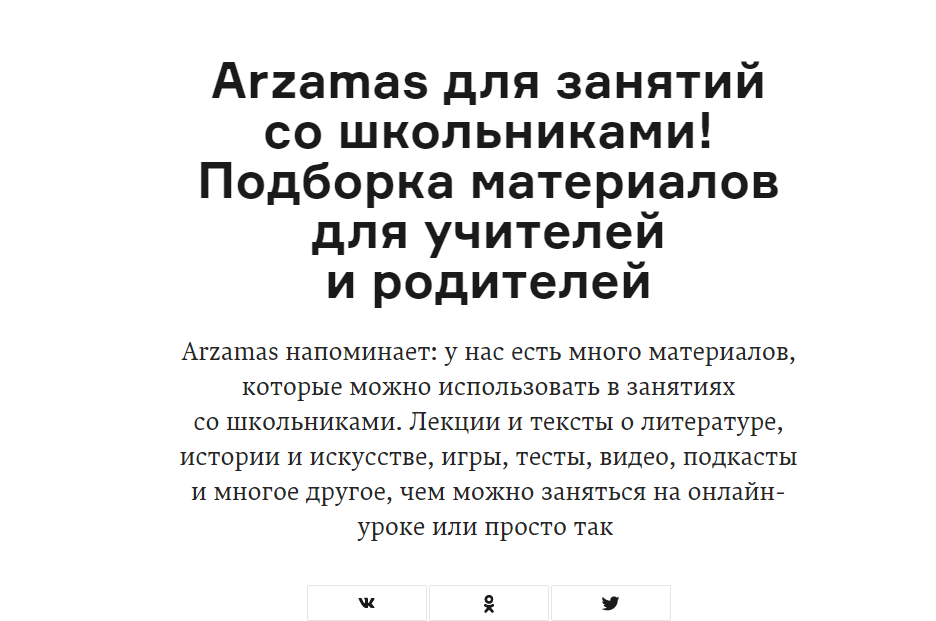 Arzamas для занятий
со школьниками!
Подборка материалов
для учителей
и родителей
Arzamas напоминает: у нас есть много материалов,
которые можно использовать в занятиях
со школьниками. Лекции и тексты о литературе,
истории и искусстве, игры, тесты, видео, подкасты
и многое другое, чем можно заняться на онлайн-
уроке или просто так